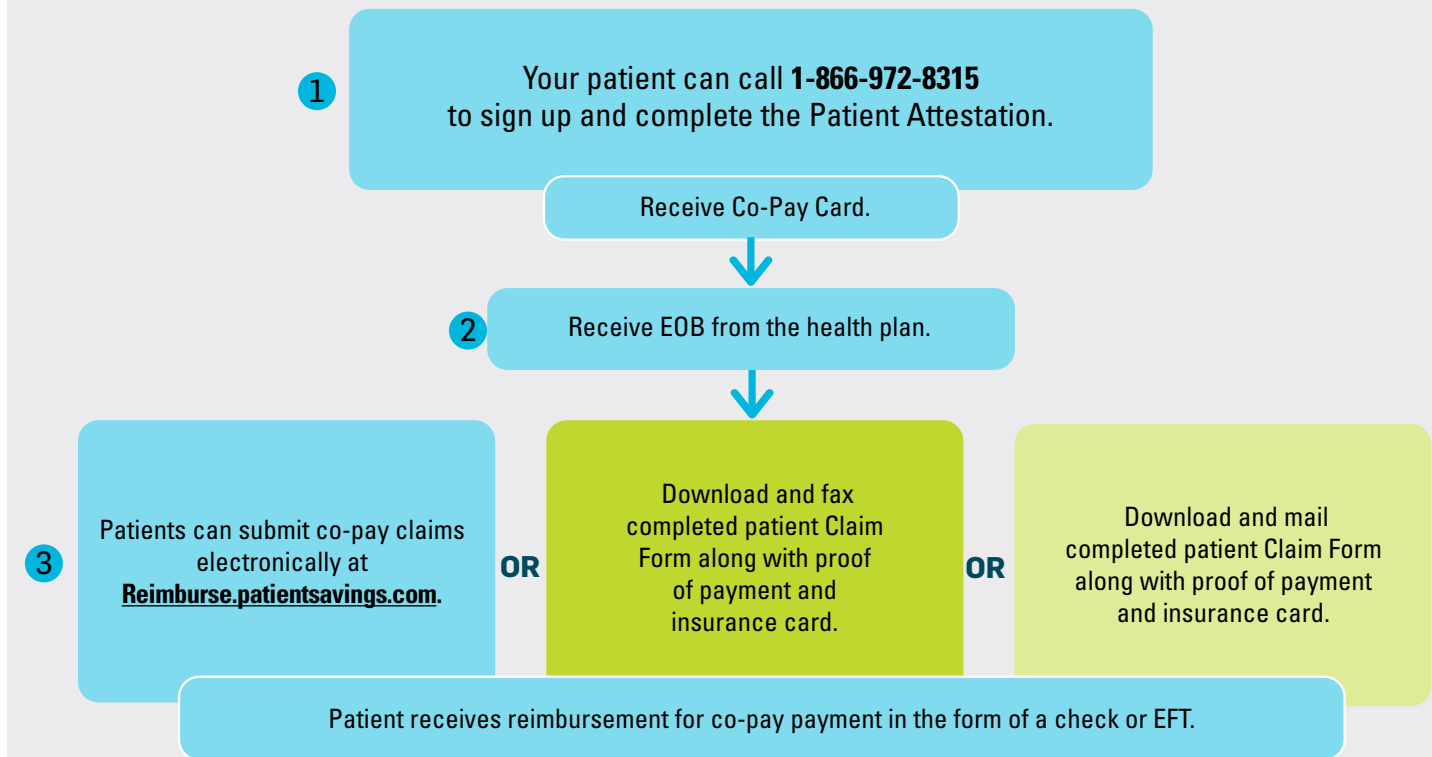 1
Your patient can call 1-866-972-8315
to sign up and complete the Patient Attestation.
Receive Co-Pay Card.
2
Receive EOB from the health plan.
3
Patients can submit co-pay claims
electronically at
Reimburse.patientsavings.com.
OR
Download and fax
completed patient Claim
Form along with proof
of payment and
insurance card.
OR
Download and mail
completed patient Claim Form
along with proof of payment
and insurance card.
Patient receives reimbursement for co-pay payment in the form of a check or EFT.